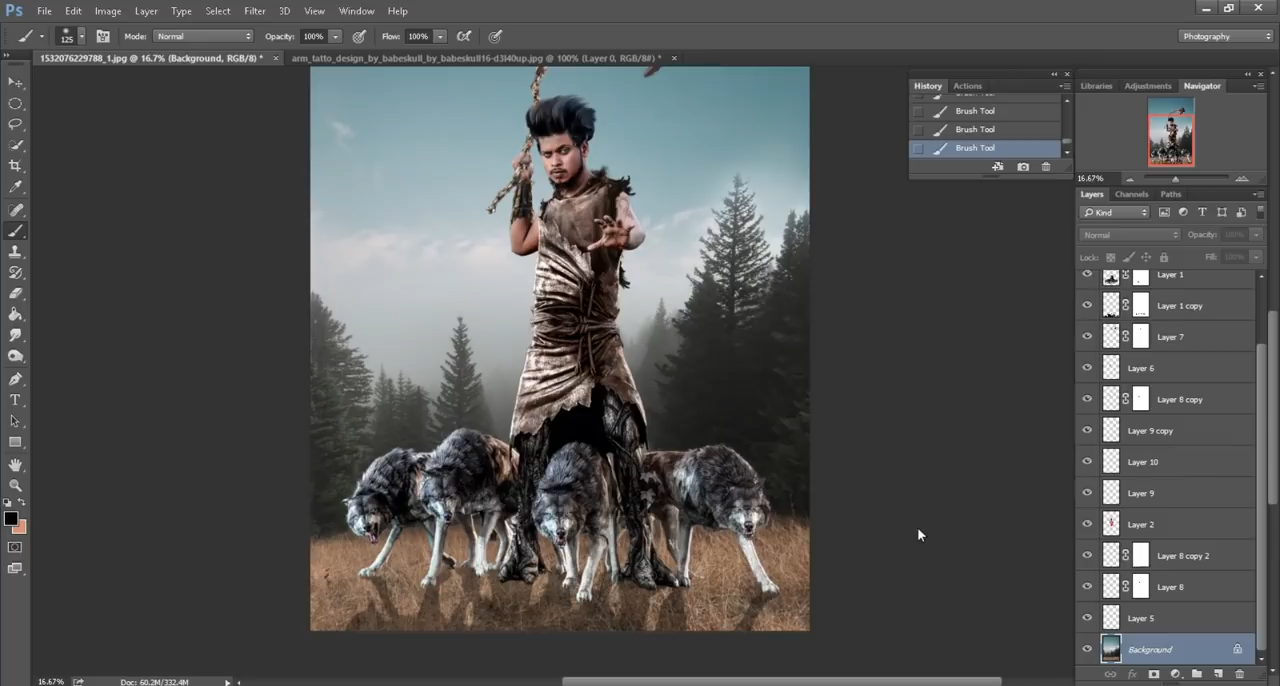 Ps File Edit Image Layer Type Select Filter 3D View Window Help
125 Mode: Normal Opacity: 100% Flow: 100% Photography
1532076229788_1.jpg @ 16.7% (Background, RGB/8) * × arm_tatto_design_by_babeskull_by_babeskull16-d3l40up.jpg @ 100% (Layer 0, RGB/8#) * ×
History Actions
Brush Tool
Brush Tool
Brush Tool
Brush Tool
Libraries Adjustments Navigator
16.67%
Layers Channels Paths
Kind
Normal Opacity: 100%
Lock: Fill: 100%
Layer 1
Layer 1 copy
Layer 7
Layer 6
Layer 8 copy
Layer 9 copy
Layer 10
Layer 9
Layer 2
Layer 8 copy 2
Layer 8
Layer 5
Background
16.67% Doc: 60.2M/332.4M